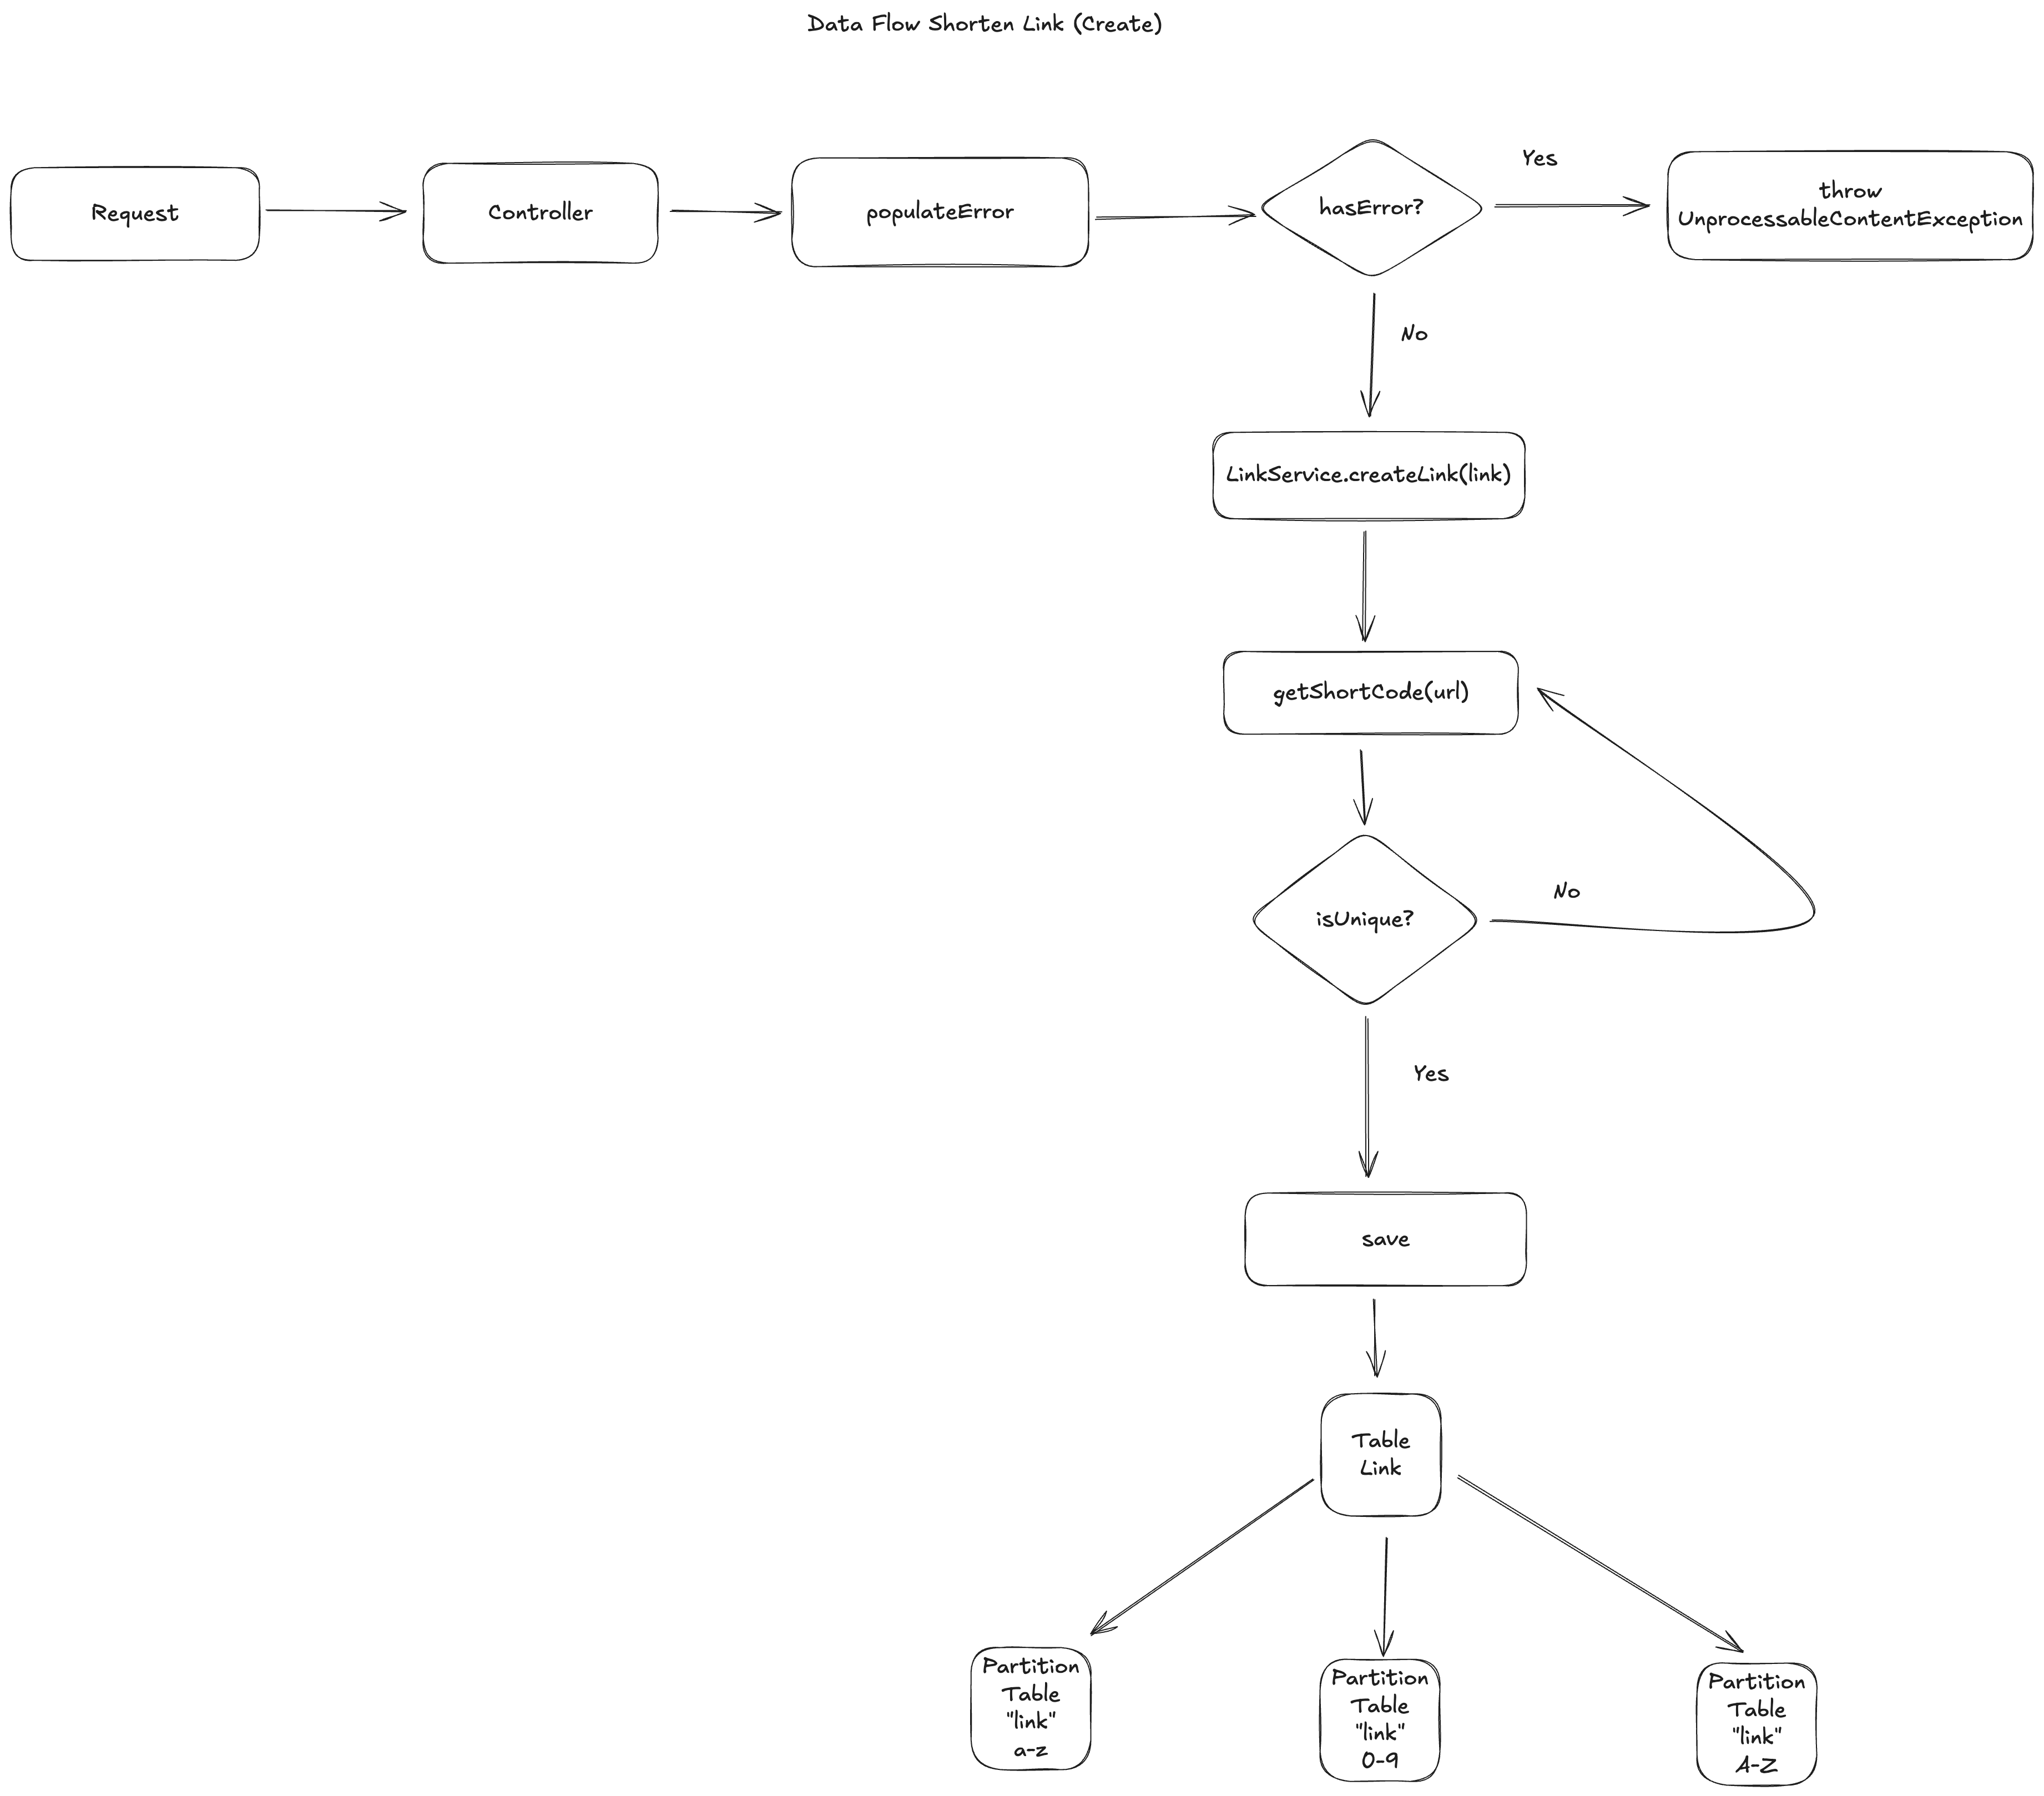 Data Flow Shorten Link (Create)
Request
Controller
populateError
hasError?
Yes
throw
UnprocessableContentException
No
LinkService.createLink(link)
getShortCode(url)
isUnique?
No
Yes
save
Table
Link
Partition
Table
"link"
a-z
Partition
Table
"link"
0-9
Partition
Table
"link"
A-Z